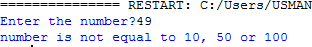 =============== RESTART: C:/Users/USMAN
Enter the number?49
number is not equal to 10, 50 or 100